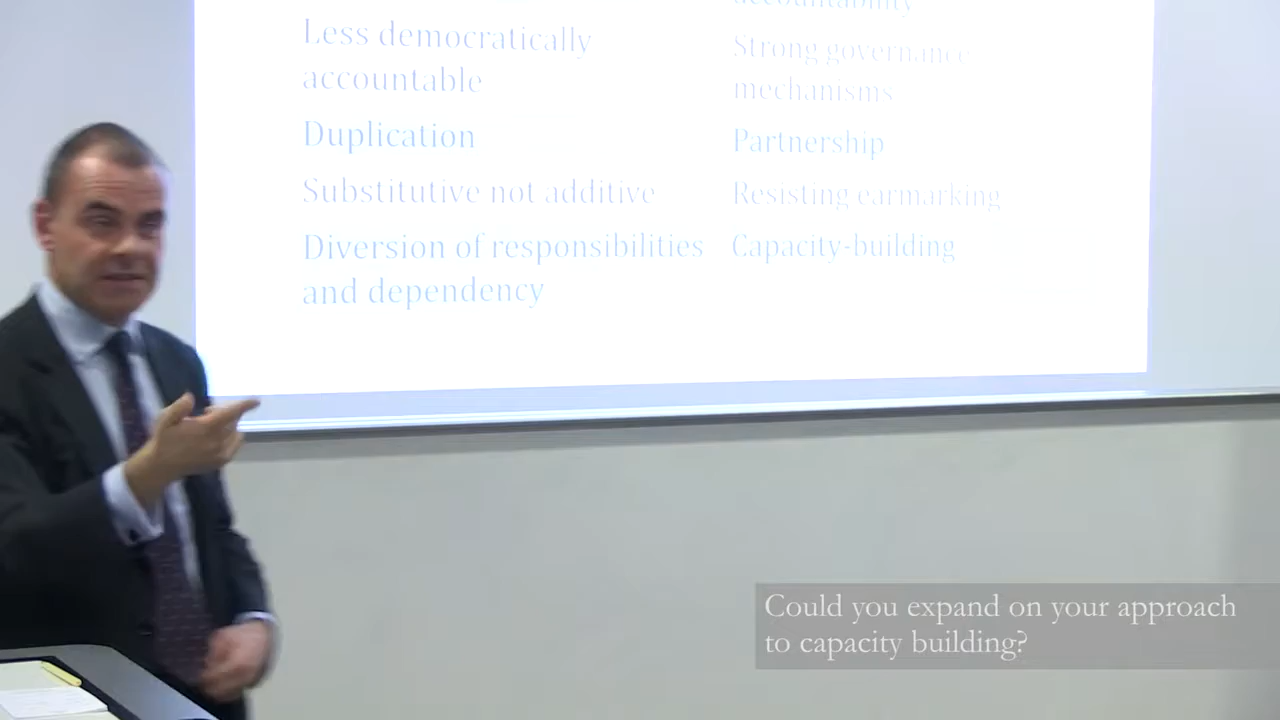 Less democratically
accountable
Duplication
Substitutive not additive
Diversion of responsibilities
and dependency
accountability
Strong governance
mechanisms
Partnership
Resisting earmarking
Capacity-building
Could you expand on your approach
to capacity building?